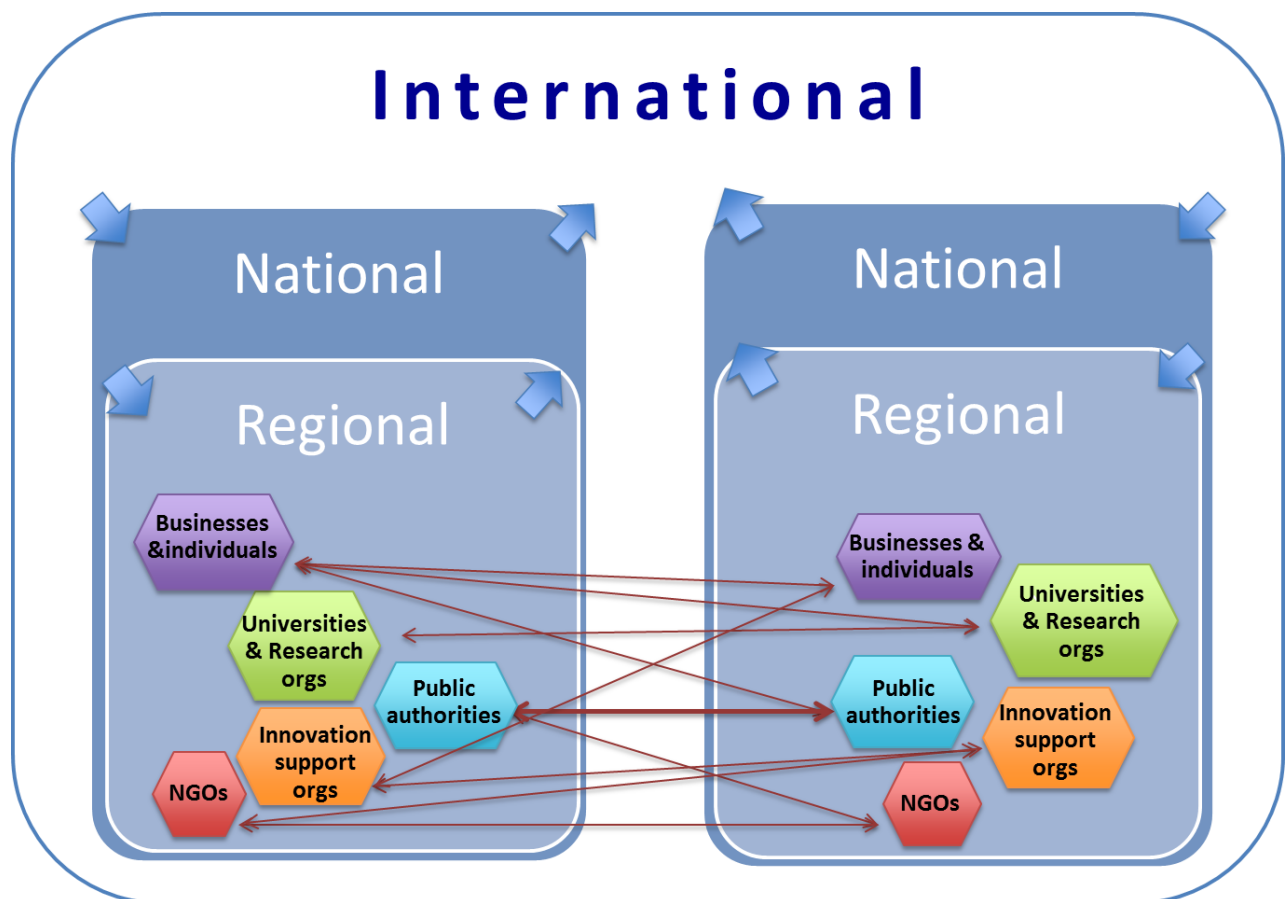 International
National
Regional
Businesses
&individuals
Universities
& Research
orgs
Public
authorities
Innovation
support
orgs
NGOs
National
Regional
Businesses &
individuals
Universities
& Research
orgs
Public
authorities
Innovation
support
orgs
NGOs